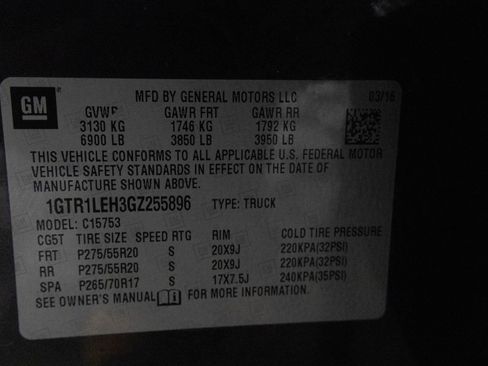 GM
MFD BY GENERAL MOTORS LLC 03/16
GVWR GAWR FRT GAWR RR
3130 KG 1746 KG 1792 KG
6900 LB 3850 LB 3950 LB
THIS VEHICLE CONFORMS TO ALL APPLICABLE U.S. FEDERAL MOTOR
VEHICLE SAFETY STANDARDS IN EFFECT ON THE DATE OF
MANUFACTURE SHOWN ABOVE.
1GTR1LEH3GZ255896 TYPE: TRUCK
MODEL: C15753
CG5T TIRE SIZE SPEED RTG RIM COLD TIRE PRESSURE
FRT P275/55R20 S 20X9J 220KPA(32PSI)
RR P275/55R20 S 20X9J 220KPA(32PSI)
SPA P265/70R17 S 17X7.5J 240KPA(35PSI)
SEE OWNER'S MANUAL FOR MORE INFORMATION.